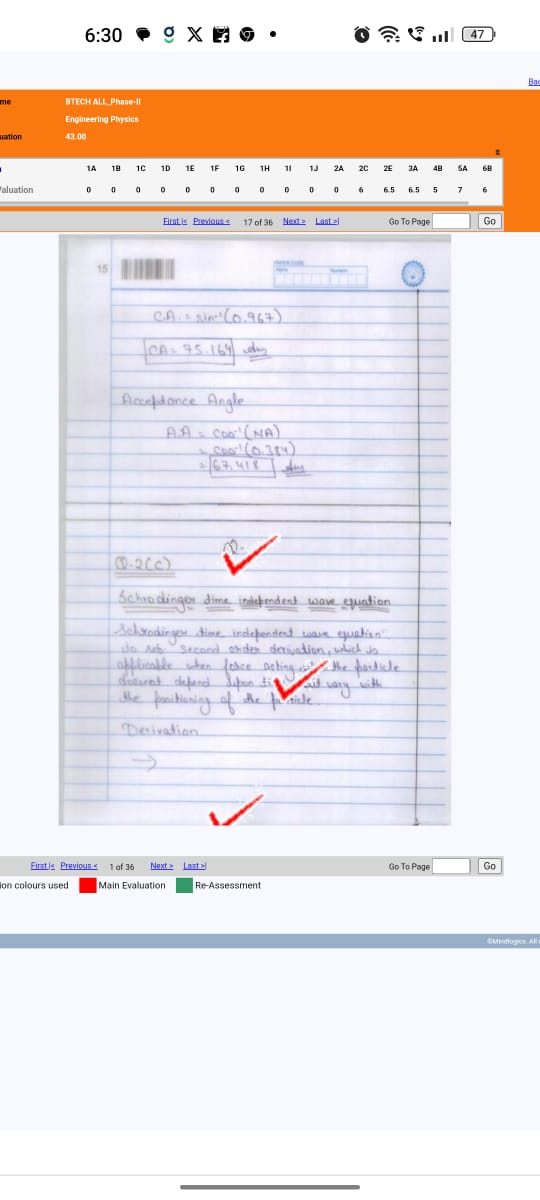 6:30
47
Bac
me
BTECH ALL_Phase-II
Engineering Physics
uation
43.00
1A 1B 1C 1D 1E 1F 1G 1H 1I 1J 2A 2C 2E 3A 4B 5A 6B
aluation 0 0 0 0 0 0 0 0 0 0 0 6 6.5 6.5 5 7 6
First |< Previous < 17 of 36 Next > Last >| Go To Page Go
15
PAPER CODE
C.A. = sin⁻¹(0.967)
CA = 75.164
Acceptance Angle
A.A = cos⁻¹(NA)
= cos⁻¹(0.384)
= 67.418
Q.2(C)
Schrodinger time independent wave equation
Schrodinger time independent wave equation
second order derivation, which is
applicable when force acting the particle
doesnot depend upon vary with
the positioning of the particle.
Derivation
→
First |< Previous < 1 of 36 Next > Last >| Go To Page Go
ion colours used Main Evaluation Re-Assessment
©Mindlogicx. All